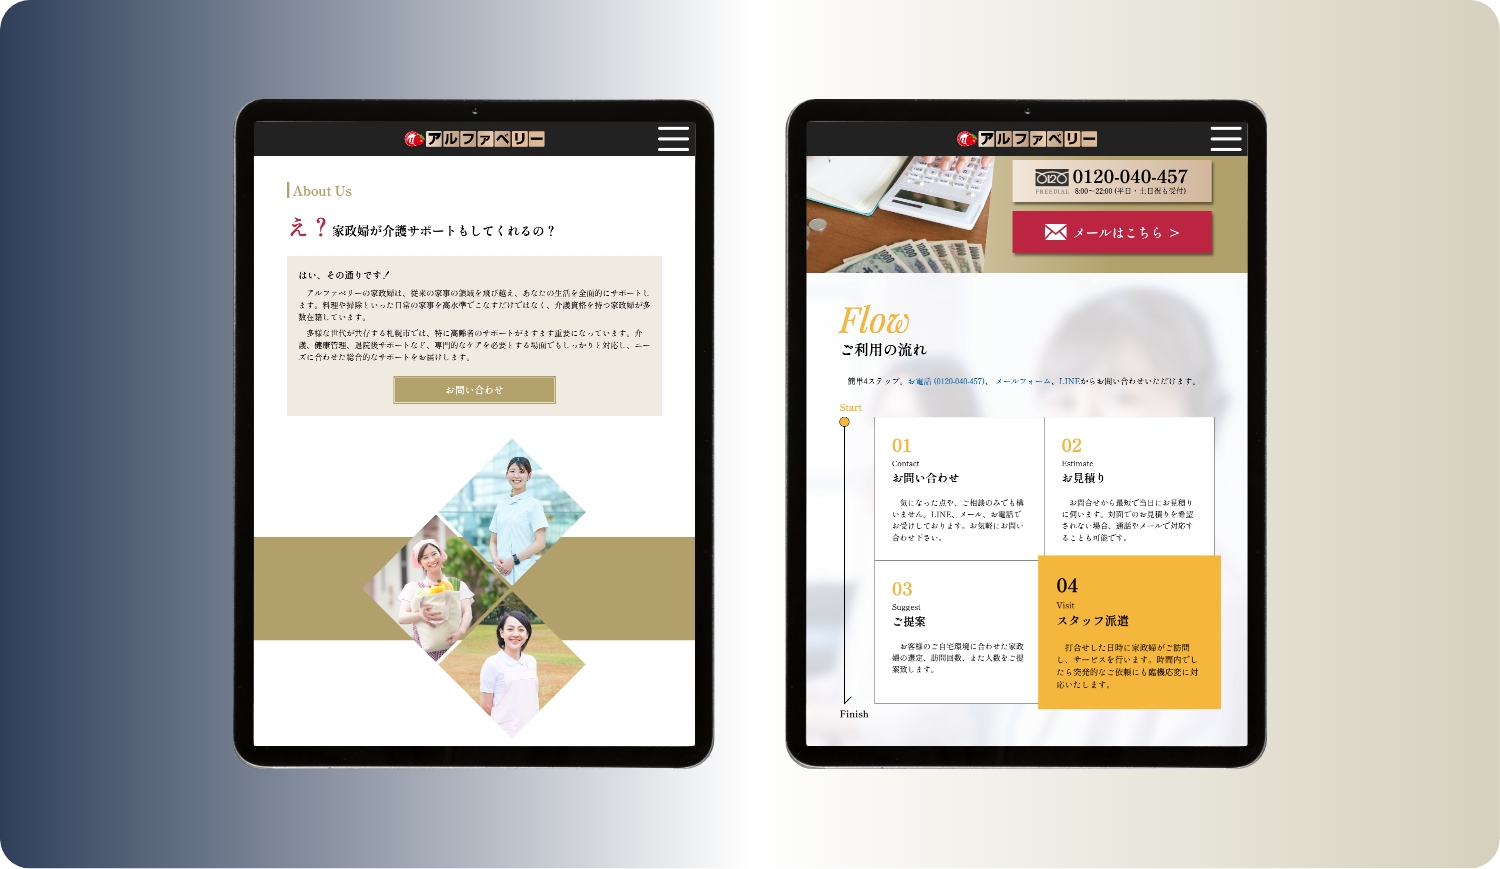 アルファベリー
About Us
え？家政婦が介護サポートもしてくれるの？
はい、その通りです！
アルファベリーの家政婦は、従来の家事の領域を飛び越え、あなたの生活を全面的にサポートし
ます。料理や掃除といった日常の家事を高水準でこなすだけではなく、介護資格を持つ家政婦が多
数在籍しています。
多様な世代が共存する札幌市では、特に高齢者のサポートがますます重要になっています。介
護、健康管理、退院後サポートなど、専門的なケアを必要とする場面でもしっかりと対応し、ニー
ズに合わせた総合的なサポートをお届けします。
お問い合わせ
アルファベリー
0120-040-457
FREEDIAL 8:00〜22:00 (平日・土日祝も受付)
メールはこちら >
Flow
ご利用の流れ
簡単4ステップ。お電話 (0120-040-457)、メールフォーム、LINEからお問い合わせいただけます。
Start
01
Contact
お問い合わせ
気になった点や、ご相談のみでも構
いません。LINE、メール、お電話で
お受けしております。お気軽にお問い
合わせ下さい。
02
Estimate
お見積り
お問合せから最短で当日にお見積り
に伺います。対面でのお見積りを希望
されない場合、通話やメールで対応す
ることも可能です。
03
Suggest
ご提案
お客様のご自宅環境に合わせた家政
婦の選定、訪問回数、また人数をご提
案致します。
04
Visit
スタッフ派遣
打合せした日時に家政婦がご訪問
し、サービスを行います。時間内でし
たら突発的なご依頼にも臨機応変に対
応いたします。
Finish